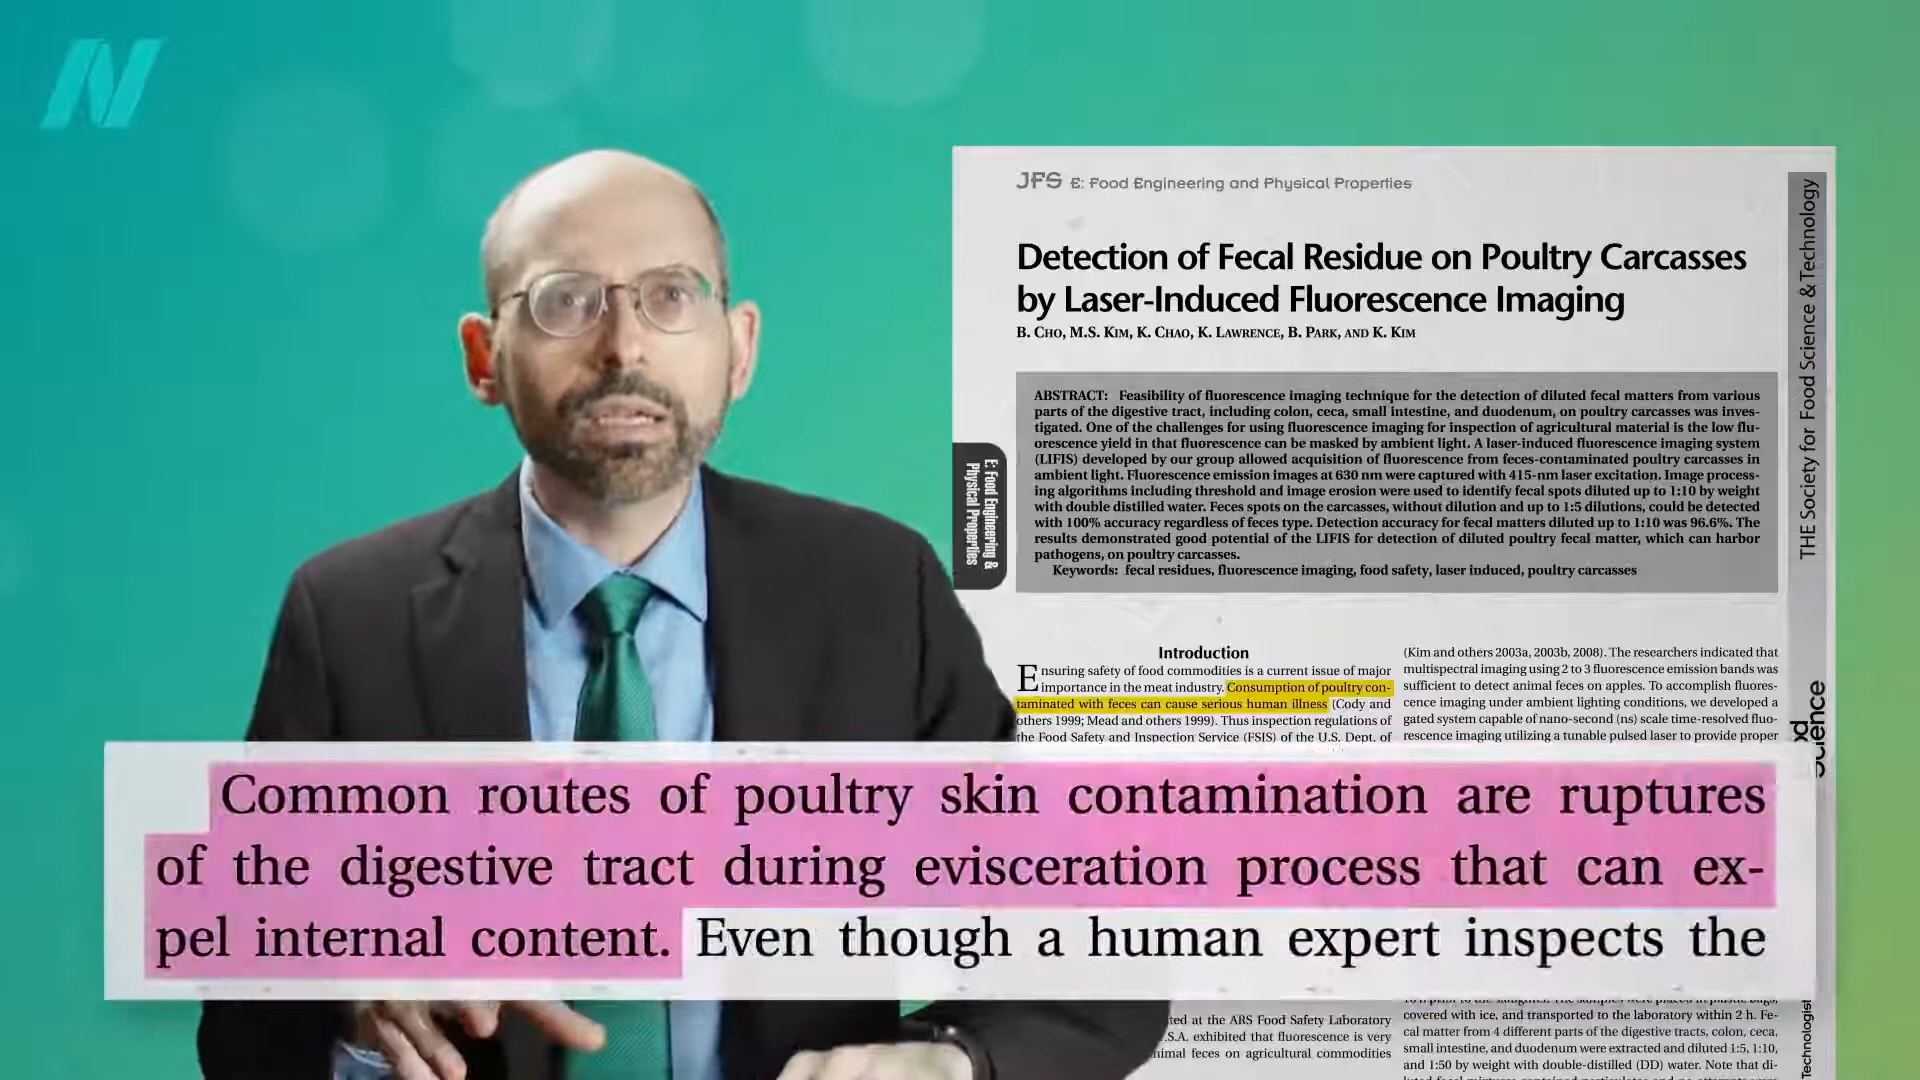 N
JFS E: Food Engineering and Physical Properties
Detection of Fecal Residue on Poultry Carcasses
by Laser-Induced Fluorescence Imaging
B. Cho, M.S. Kim, K. Chao, K. Lawrence, B. Park, and K. Kim
ABSTRACT: Feasibility of fluorescence imaging technique for the detection of diluted fecal matters from various
parts of the digestive tract, including colon, ceca, small intestine, and duodenum, on poultry carcasses was inves-
tigated. One of the challenges for using fluorescence imaging for inspection of agricultural material is the low flu-
orescence yield in that fluorescence can be masked by ambient light. A laser-induced fluorescence imaging system
(LIFIS) developed by our group allowed acquisition of fluorescence from feces-contaminated poultry carcasses in
ambient light. Fluorescence emission images at 630 nm were captured with 415-nm laser excitation. Image process-
ing algorithms including threshold and image erosion were used to identify fecal spots diluted up to 1:10 by weight
with double distilled water. Feces spots on the carcasses, without dilution and up to 1:5 dilutions, could be detected
with 100% accuracy regardless of feces type. Detection accuracy for fecal matters diluted up to 1:10 was 96.6%. The
results demonstrated good potential of the LIFIS for detection of diluted poultry fecal matter, which can harbor
pathogens, on poultry carcasses.
Keywords: fecal residues, fluorescence imaging, food safety, laser induced, poultry carcasses
E: Food Engineering &
Physical Properties
THE Society for Food Science & Technology
Introduction
Ensuring safety of food commodities is a current issue of major
importance in the meat industry. Consumption of poultry con-
taminated with feces can cause serious human illness (Cody and
others 1999; Mead and others 1999). Thus inspection regulations of
the Food Safety and Inspection Service (FSIS) of the U.S. Dept. of
(Kim and others 2003a, 2003b, 2008). The researchers indicated that
multispectral imaging using 2 to 3 fluorescence emission bands was
sufficient to detect animal feces on apples. To accomplish fluores-
cence imaging under ambient lighting conditions, we developed a
gated system capable of nano-second (ns) scale time-resolved fluo-
rescence imaging utilizing a tunable pulsed laser to provide proper
Common routes of poultry skin contamination are ruptures
of the digestive tract during evisceration process that can ex-
pel internal content. Even though a human expert inspects the
at the ARS Food Safety Laboratory
exhibited that fluorescence is very
feces on agricultural commodities
covered with ice, and transported to the laboratory within 2 h. Fe-
cal matter from 4 different parts of the digestive tracts, colon, ceca,
small intestine, and duodenum were extracted and diluted 1:5, 1:10,
and 1:50 by weight with double-distilled (DD) water. Note that di-